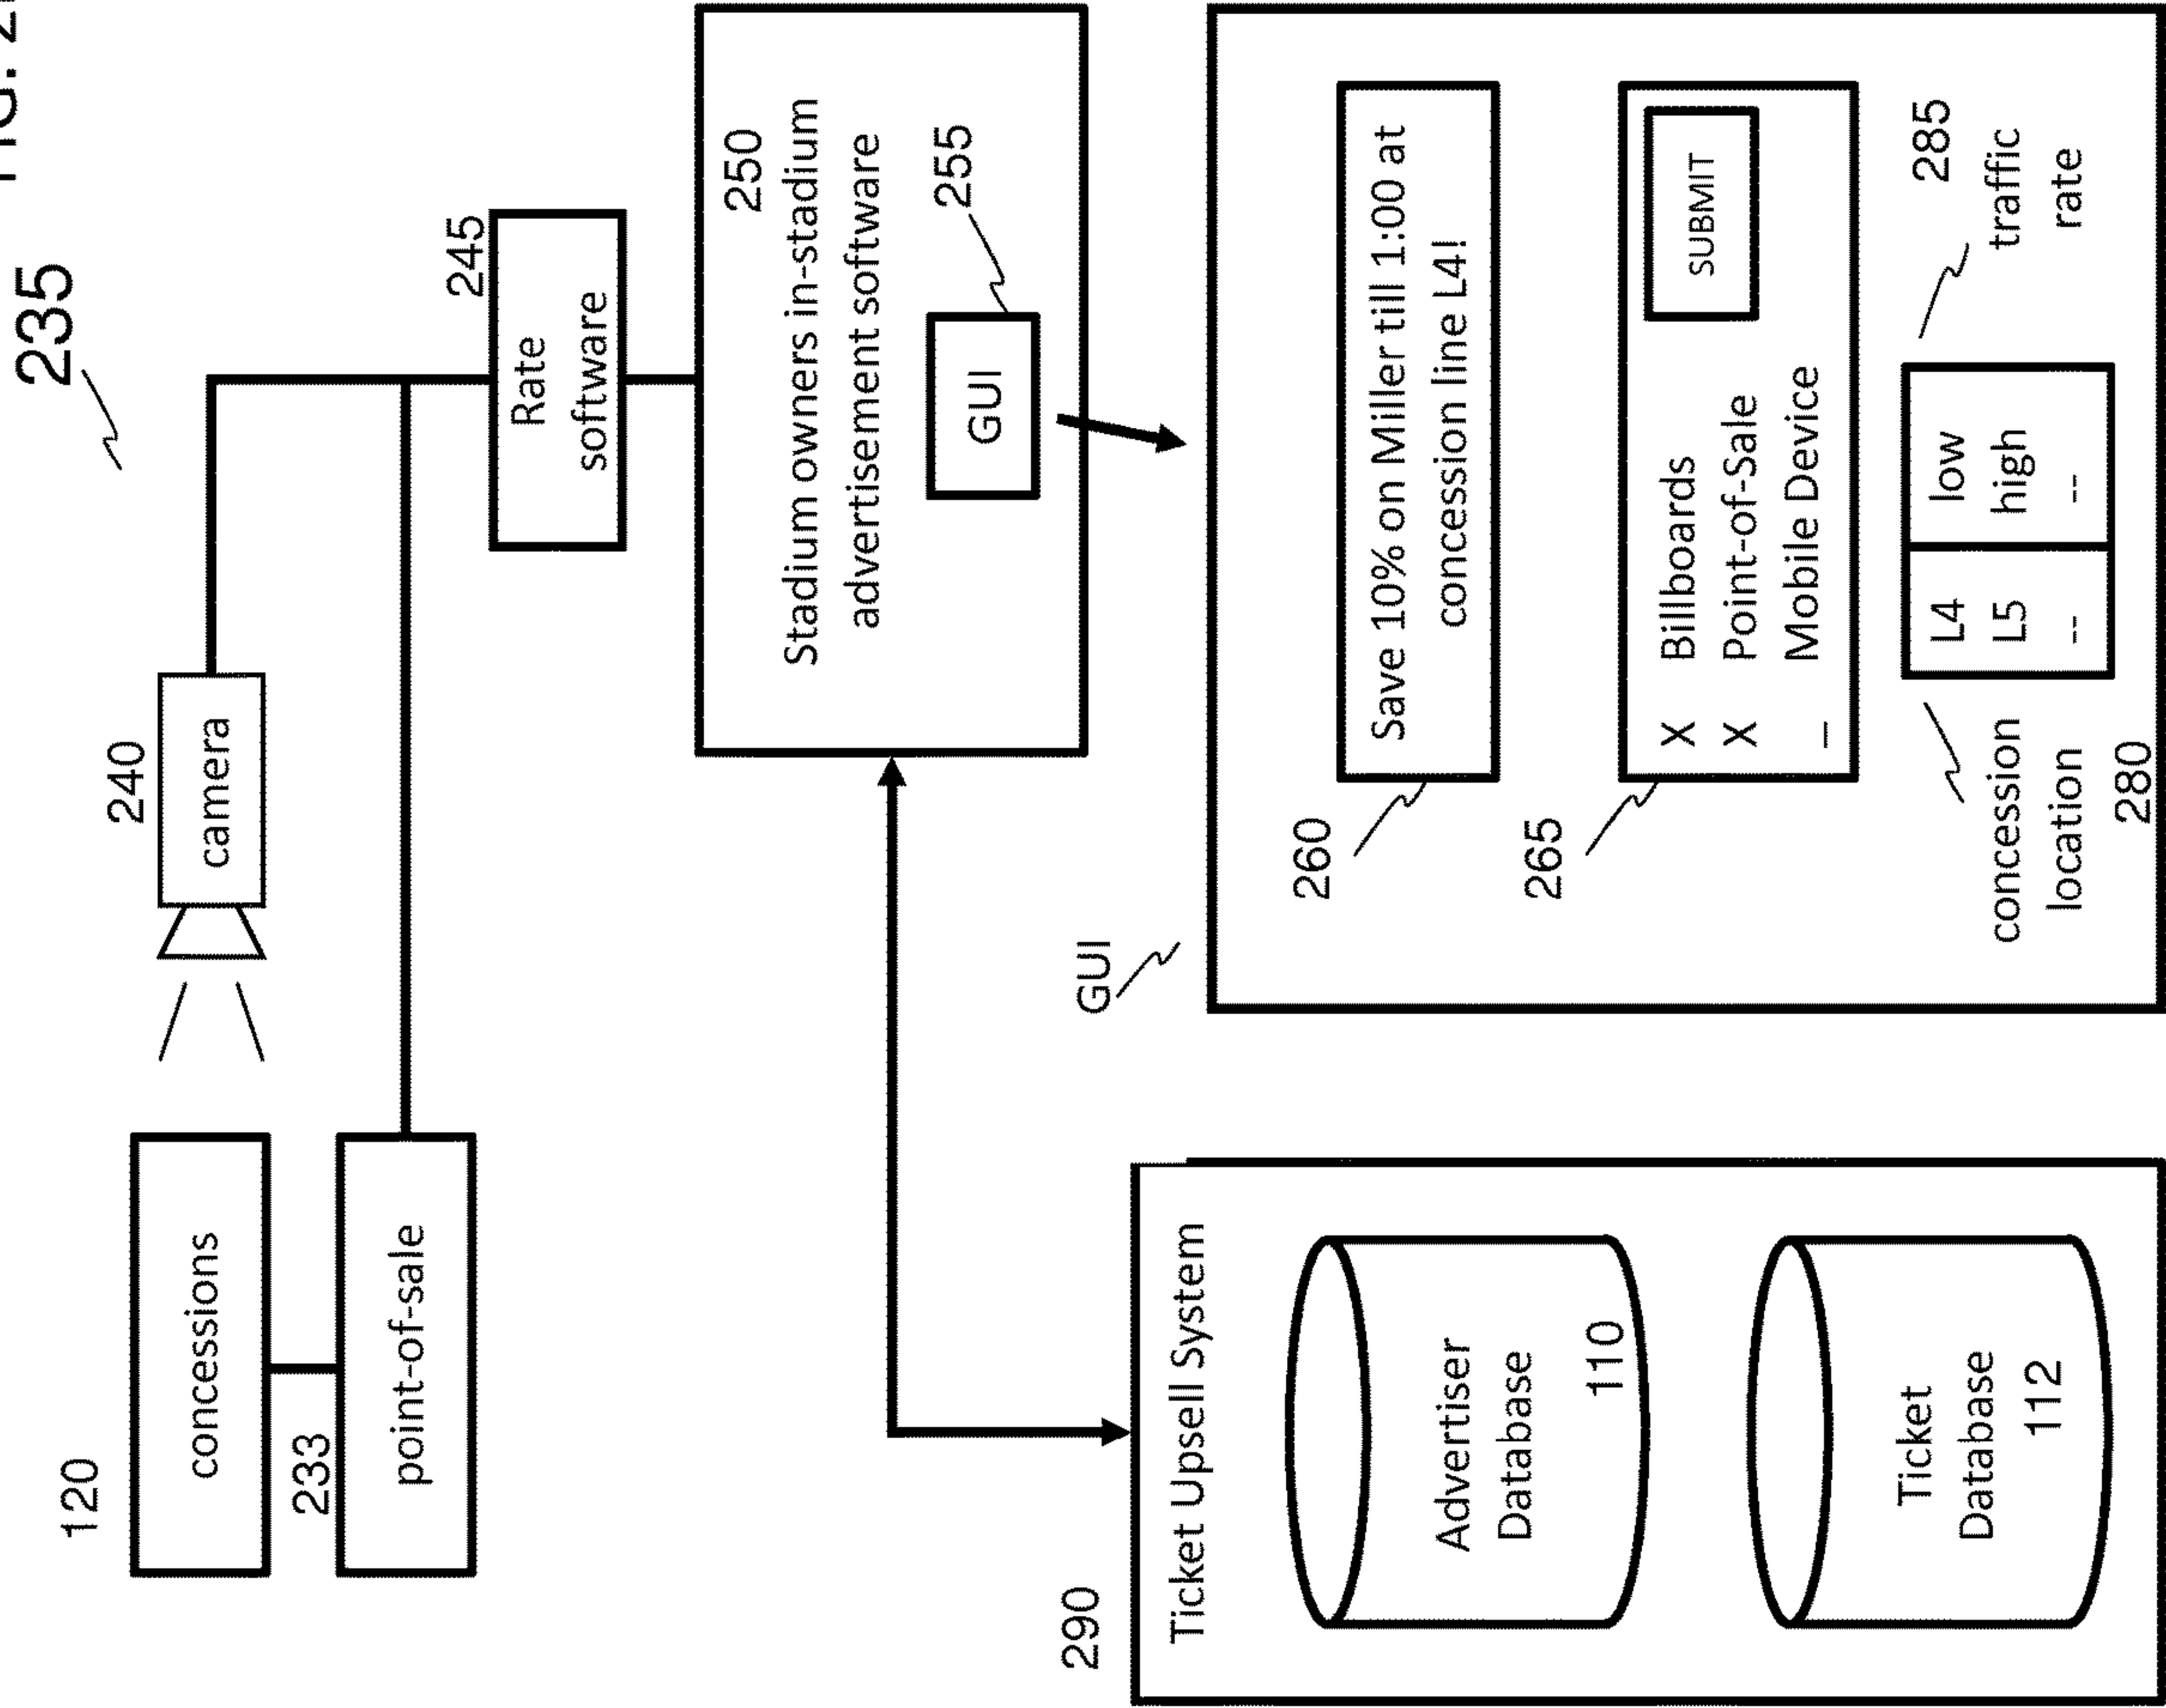 FIG. 2
235
120
concessions
240
camera
233
point-of-sale
245
Rate
software
250
Stadium owners in-stadium
advertisement software
255
GUI
290
Ticket Upsell System
Advertiser
Database
110
Ticket
Database
112
GUI
260
Save 10% on Miller till 1:00 at
concession line L4!
265
X Billboards
X Point-of-Sale
_ Mobile Device
SUBMIT
concession
location
280
L4 low
L5 high
-- --
285
traffic
rate